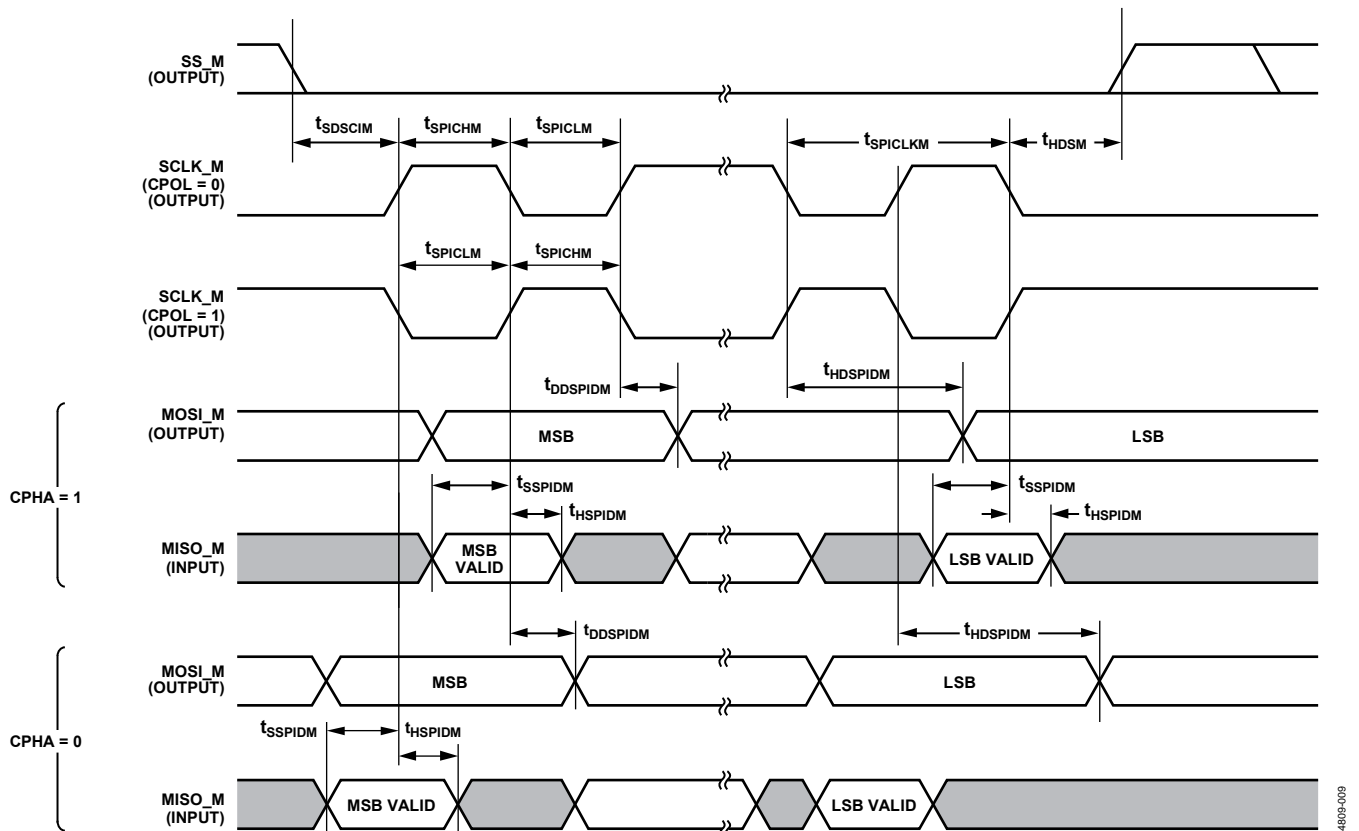 SS_M
(OUTPUT)
tSDSCIM
tSPICHM
tSPICLM
tSPICLKM
tHDSM
SCLK_M
(CPOL = 0)
(OUTPUT)
tSPICLM
tSPICHM
SCLK_M
(CPOL = 1)
(OUTPUT)
tDDSPIDM
tHDSPIDM
MOSI_M
(OUTPUT)
MSB
LSB
CPHA = 1
tSSPIDM
tHSPIDM
tSSPIDM
tHSPIDM
MISO_M
(INPUT)
MSB
VALID
LSB VALID
tDDSPIDM
tHDSPIDM
MOSI_M
(OUTPUT)
MSB
LSB
CPHA = 0
tSSPIDM
tHSPIDM
MISO_M
(INPUT)
MSB VALID
LSB VALID
4809-009